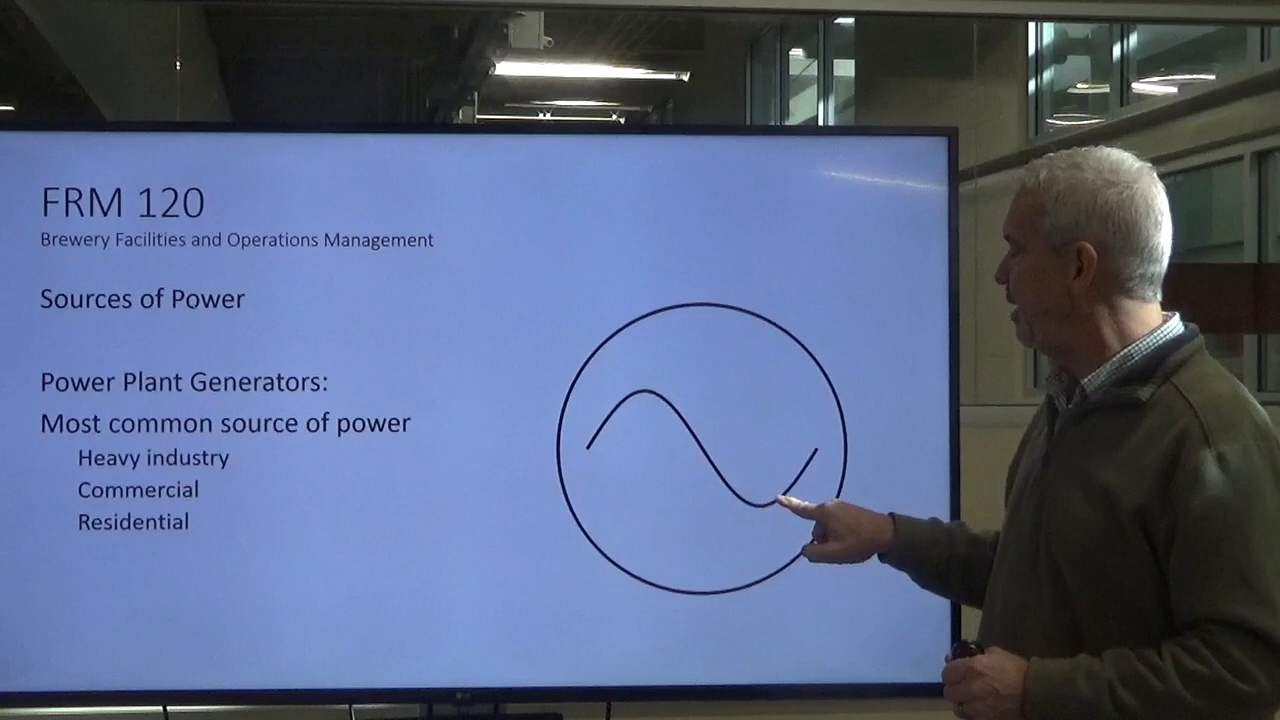 FRM 120
Brewery Facilities and Operations Management
Sources of Power
Power Plant Generators:
Most common source of power
Heavy industry
Commercial
Residential